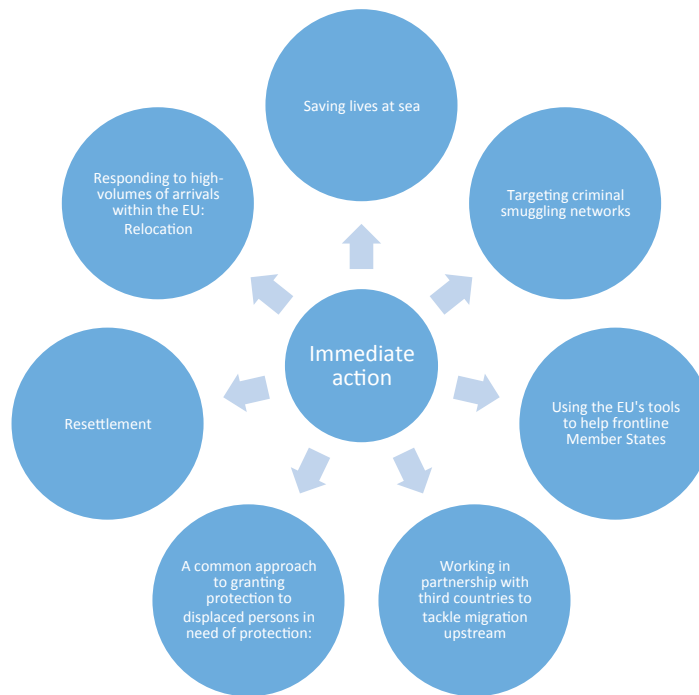 Saving lives at sea
Responding to high-
volumes of arrivals
within the EU:
Relocation
Targeting criminal
smuggling networks
Immediate
action
Resettlement
Using the EU's tools
to help frontline
Member States
A common approach
to granting
protection to
displaced persons in
need of protection:
Working in
partnership with
third countries to
tackle migration
upstream